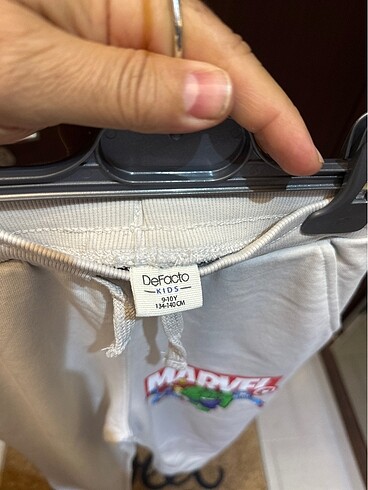 DeFacto
KIDS
9-10Y
134-140 CM
MARVEL